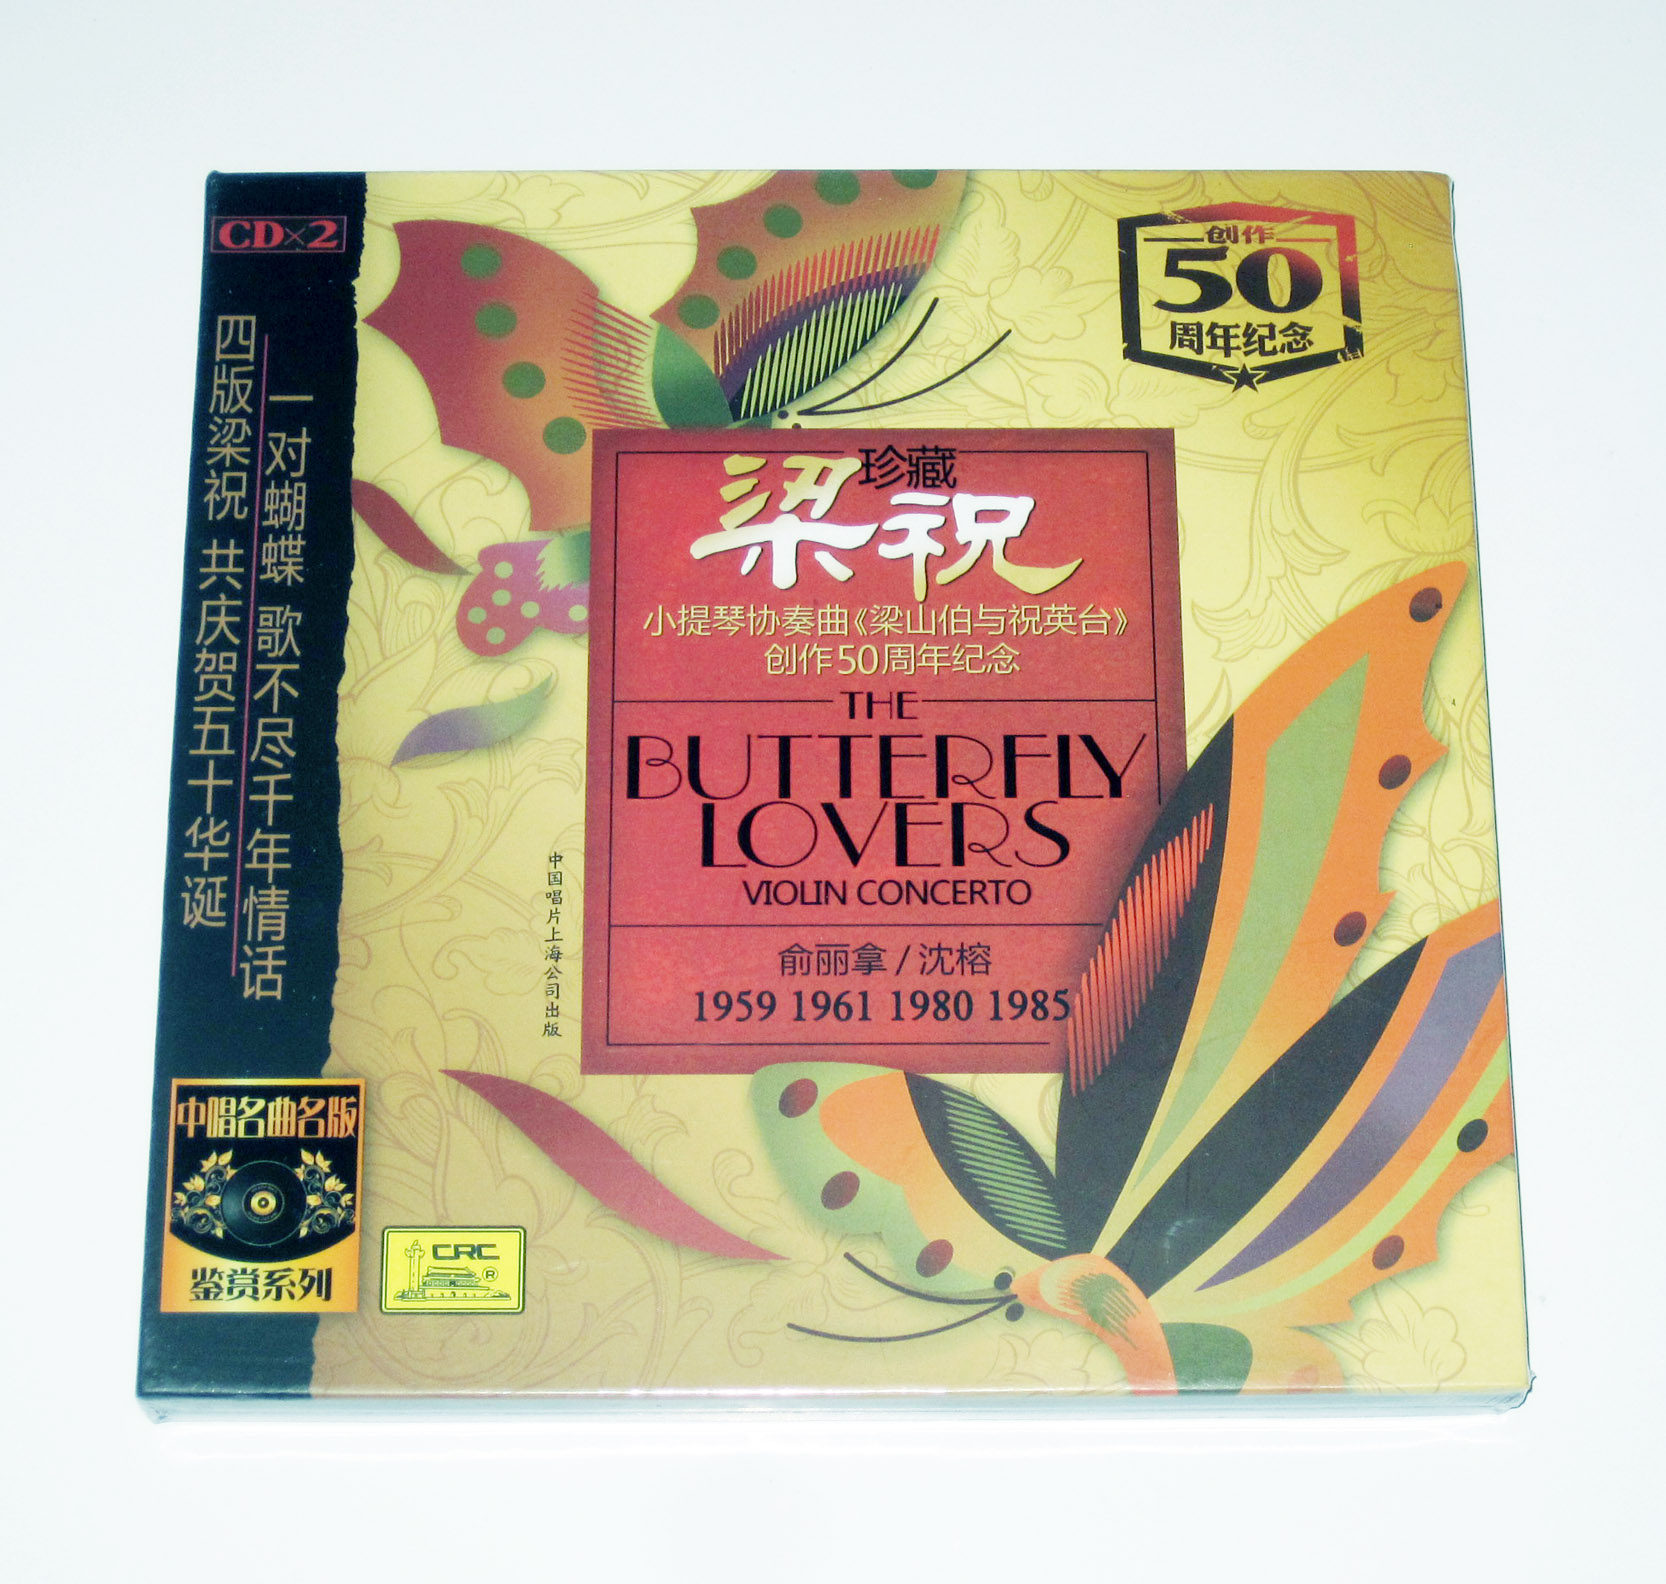 CD×2
一对蝴蝶 歌不尽千年情话
四版梁祝 共庆贺五十华诞
创作
50
周年纪念
珍藏
梁祝
小提琴协奏曲《梁山伯与祝英台》
创作50周年纪念
THE
BUTTERFLY
LOVERS
VIOLIN CONCERTO
俞丽拿/沈榕
1959 1961 1980 1985
中国唱片上海公司出版
中唱名曲名版
鉴赏系列
CRC
®